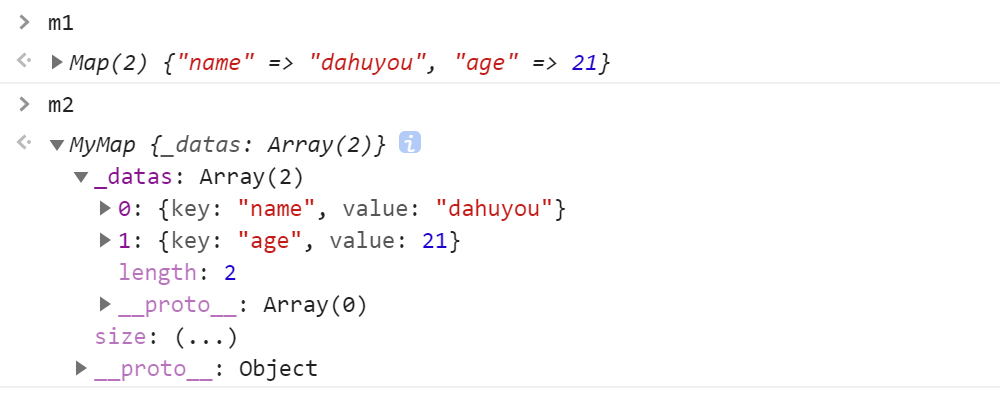 m1
Map(2) {"name" => "dahuyou", "age" => 21}
m2
MyMap {_datas: Array(2)} i
_datas: Array(2)
0: {key: "name", value: "dahuyou"}
1: {key: "age", value: 21}
length: 2
__proto__: Array(0)
size: (...)
__proto__: Object